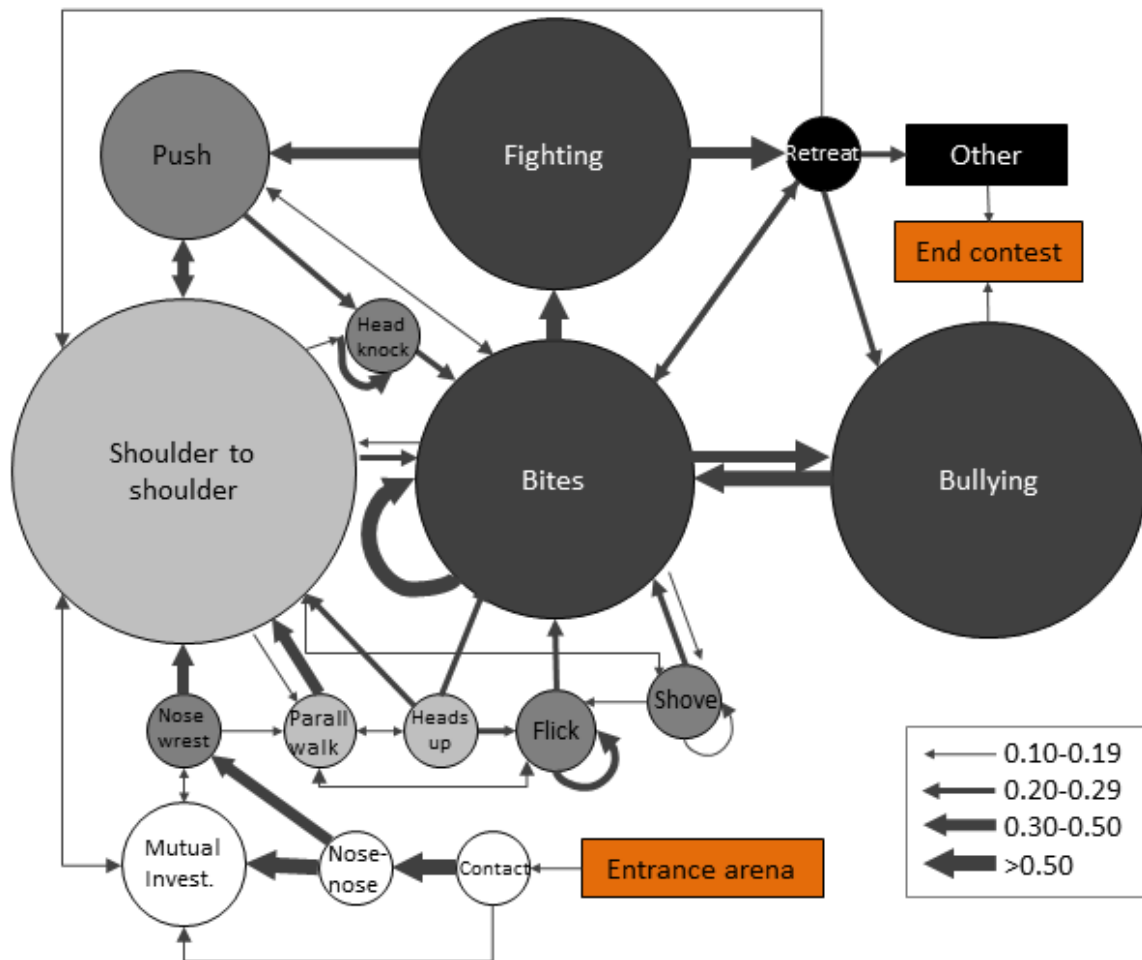 Push
Fighting
Retreat
Other
End contest
Head
knock
Shoulder to
shoulder
Bites
Bullying
Nose
wrest
Parall
walk
Heads
up
Flick
Shove
Mutual
Invest.
Nose-
nose
Contact
Entrance arena
0.10-0.19
0.20-0.29
0.30-0.50
>0.50